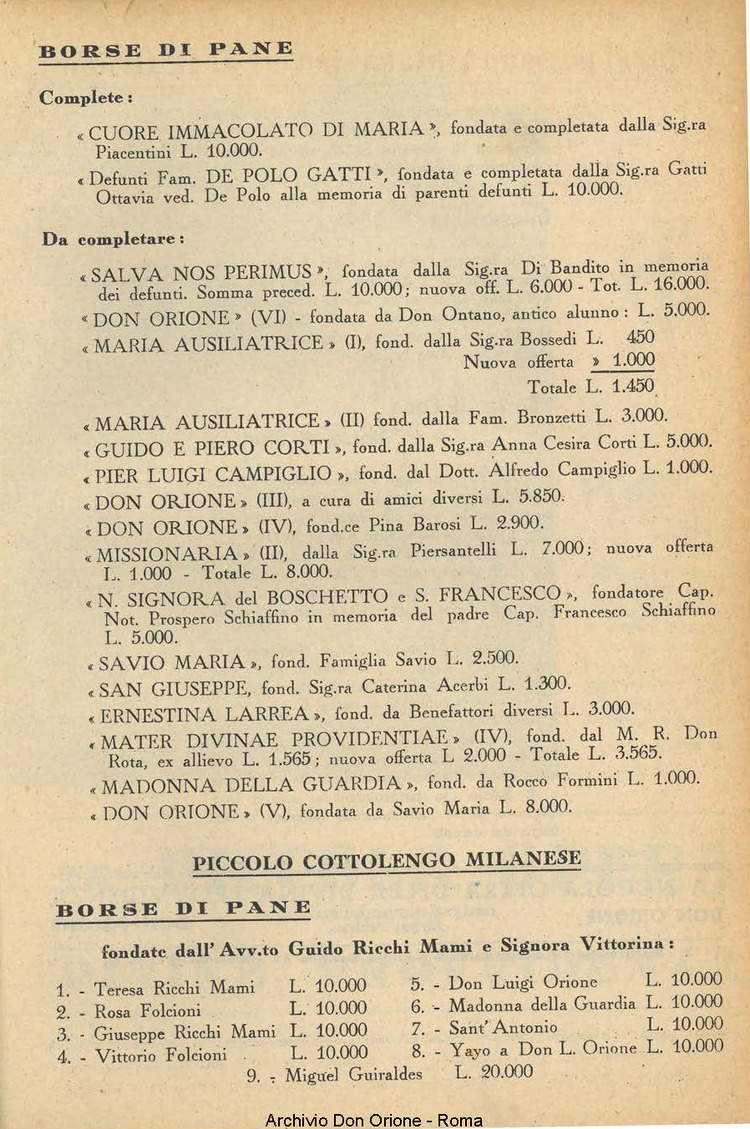 BORSE DI PANE
Complete :
« CUORE IMMACOLATO DI MARIA », fondata e completata dalla Sig.ra
Piacentini L. 10.000.
« Defunti Fam. DE POLO GATTI », fondata e completata dalla Sig.ra Gatti
Ottavia ved. De Polo alla memoria di parenti defunti L. 10.000.
Da completare :
« SALVA NOS PERIMUS », fondata dalla Sig.ra Di Bandito in memoria
dei defunti. Somma preced. L. 10.000; nuova off. L. 6.000 - Tot. L. 16.000.
« DON ORIONE » (VI) - fondata da Don Ontano, antico alunno : L. 5.000.
« MARIA AUSILIATRICE » (I), fond. dalla Sig.ra Bossedi L. 450
Nuova offerta » 1.000
Totale L. 1.450
« MARIA AUSILIATRICE » (II) fond. dalla Fam. Bronzetti L. 3.000.
« GUIDO E PIERO CORTI », fond. dalla Sig.ra Anna Cesira Corti L. 5.000.
« PIER LUIGI CAMPIGLIO », fond. dal Dott. Alfredo Campiglio L. 1.000.
« DON ORIONE » (III), a cura di amici diversi L. 5.850.
« DON ORIONE » (IV), fond.ce Pina Barosi L. 2.900.
« MISSIONARIA » (II), dalla Sig.ra Piersantelli L. 7.000; nuova offerta
L. 1.000 - Totale L. 8.000.
« N. SIGNORA del BOSCHETTO e S. FRANCESCO », fondatore Cap.
Not. Prospero Schiaffino in memoria del padre Cap. Francesco Schiaffino
L. 5.000.
« SAVIO MARIA », fond. Famiglia Savio L. 2.500.
« SAN GIUSEPPE, fond. Sig.ra Caterina Acerbi L. 1.300.
« ERNESTINA LARREA », fond. da Benefattori diversi L. 3.000.
« MATER DIVINAE PROVIDENTIAE » (IV), fond. dal M. R. Don
Rota, ex allievo L. 1.565; nuova offerta L 2.000 - Totale L. 3.565.
« MADONNA DELLA GUARDIA », fond. da Rocco Formini L. 1.000.
« DON ORIONE » (V), fondata da Savio Maria L. 8.000.
PICCOLO COTTOLENGO MILANESE
BORSE DI PANE
fondate dall' Avv.to Guido Ricchi Mami e Signora Vittorina :
1. - Teresa Ricchi Mami L. 10.000
2. - Rosa Folcioni L. 10.000
3. - Giuseppe Ricchi Mami L. 10.000
4. - Vittorio Folcioni L. 10.000
5. - Don Luigi Orione L. 10.000
6. - Madonna della Guardia L. 10.000
7. - Sant' Antonio L. 10.000
8. - Yayo a Don L. Orione L. 10.000
9. - Miguel Guiraldes L. 20.000
Archivio Don Orione - Roma